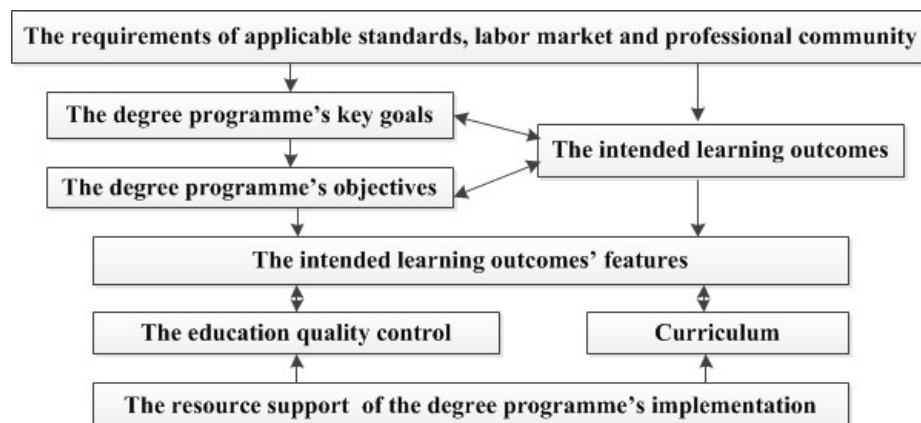 The requirements of applicable standards, labor market and professional community
The degree programme's key goals
The intended learning outcomes
The degree programme's objectives
The intended learning outcomes' features
The education quality control
Curriculum
The resource support of the degree programme's implementation